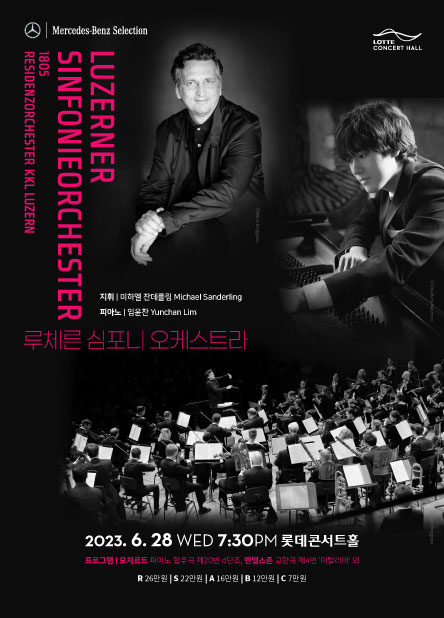 Mercedes-Benz Selection
LOTTE
CONCERT HALL
LUZERNER
SINFONIEORCHESTER
1805
RESIDENZORCHESTER KKL LUZERN
지휘 | 미하엘 잔데를링 Michael Sanderling
피아노 | 임윤찬 Yunchan Lim
루체른 심포니 오케스트라
2023. 6. 28 WED 7:30PM 롯데콘서트홀
프로그램 | 모차르트 피아노 협주곡 제20번 d단조, 멘델스존 교향곡 제4번 '이탈리아' 외
R 26만원 | S 22만원 | A 16만원 | B 12만원 | C 7만원